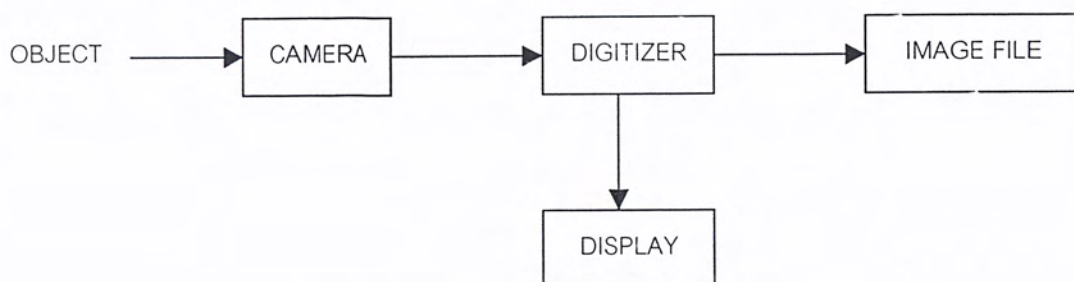 OBJECT
CAMERA
DIGITIZER
IMAGE FILE
DISPLAY